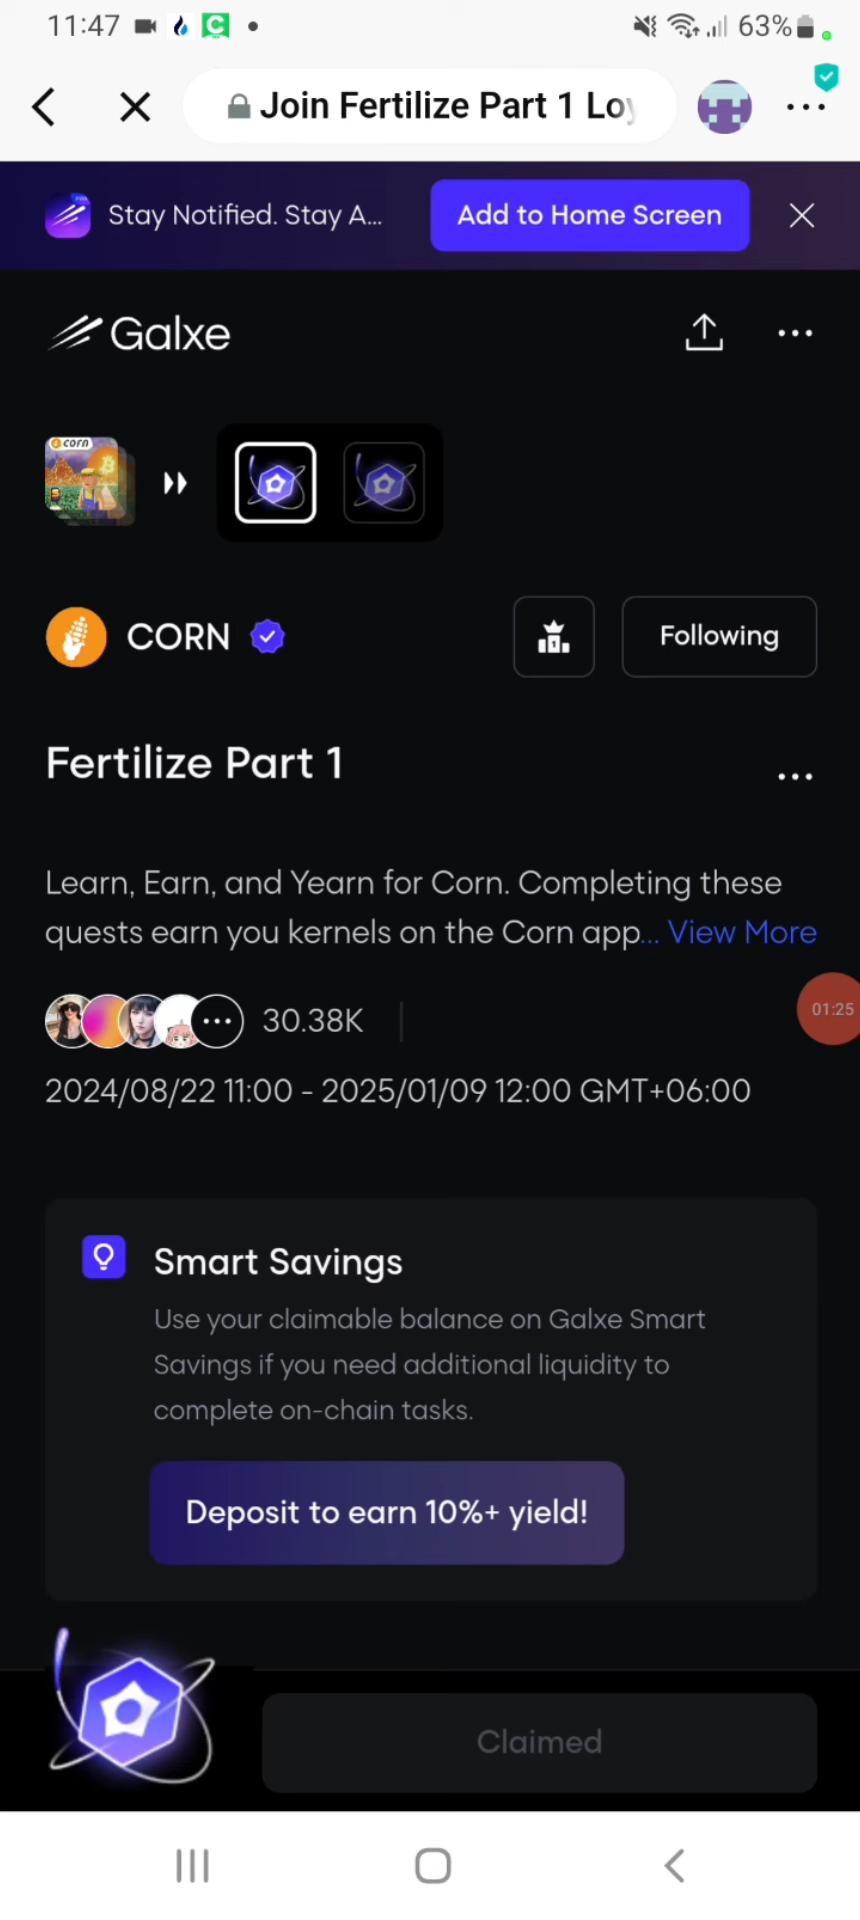 11:47
63%
Join Fertilize Part 1 Lo
Stay Notified. Stay A...
Add to Home Screen
Galxe
corn
CORN
Following
Fertilize Part 1
Learn, Earn, and Yearn for Corn. Completing these
quests earn you kernels on the Corn app... View More
30.38K
01:25
2024/08/22 11:00 - 2025/01/09 12:00 GMT+06:00
Smart Savings
Use your claimable balance on Galxe Smart
Savings if you need additional liquidity to
complete on-chain tasks.
Deposit to earn 10%+ yield!
Claimed